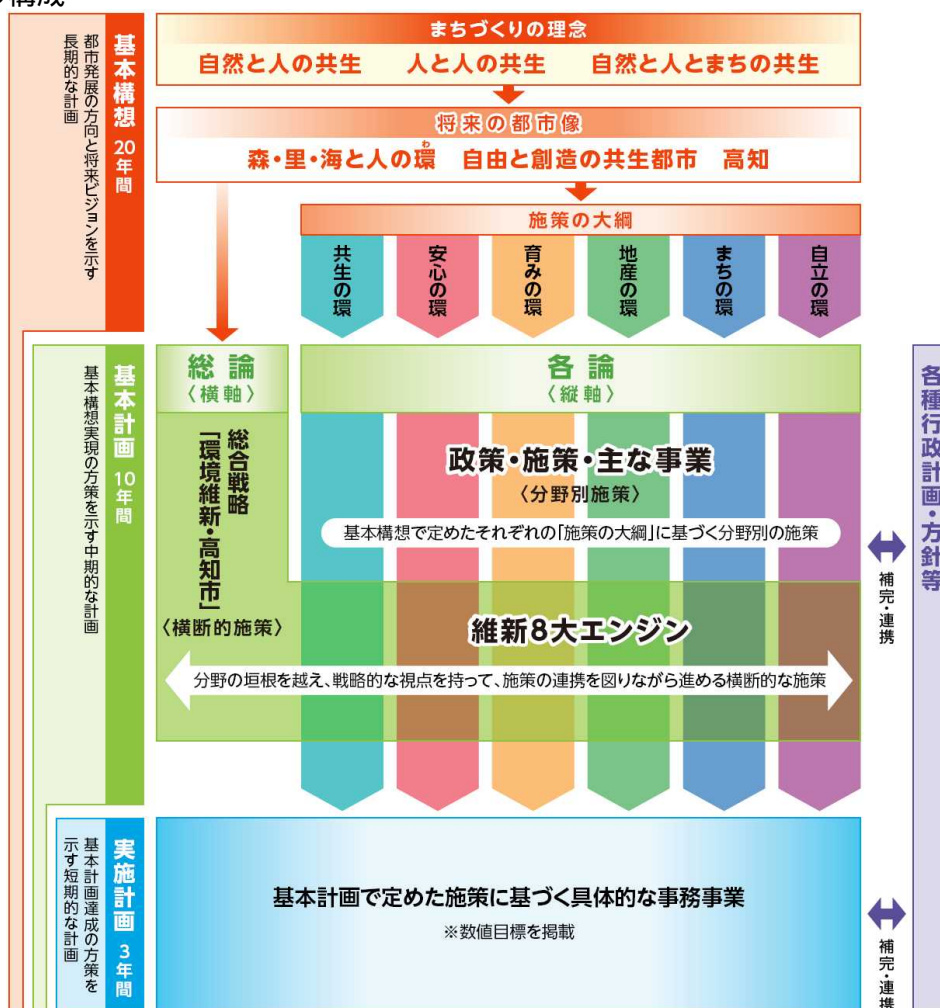 構成
基本構想 20年間
都市発展の方向と将来ビジョンを示す
長期的な計画
まちづくりの理念
自然と人の共生 人と人の共生 自然と人とまちの共生
将来の都市像
わ
森・里・海と人の環 自由と創造の共生都市 高知
施策の大綱
共生の環
安心の環
育みの環
地産の環
まちの環
自立の環
基本計画 10年間
基本構想実現の方策を示す中期的な計画
総論
〈横軸〉
総合戦略
「環境維新・高知市」
〈横断的施策〉
各論
〈縦軸〉
政策・施策・主な事業
〈分野別施策〉
基本構想で定めたそれぞれの「施策の大綱」に基づく分野別の施策
維新8大エンジン
分野の垣根を越え、戦略的な視点を持って、施策の連携を図りながら進める横断的な施策
補完・連携
各種行政計画・方針等
実施計画 3年間
基本計画達成の方策を
示す短期的な計画
基本計画で定めた施策に基づく具体的な事務事業
※数値目標を掲載
補完・連携